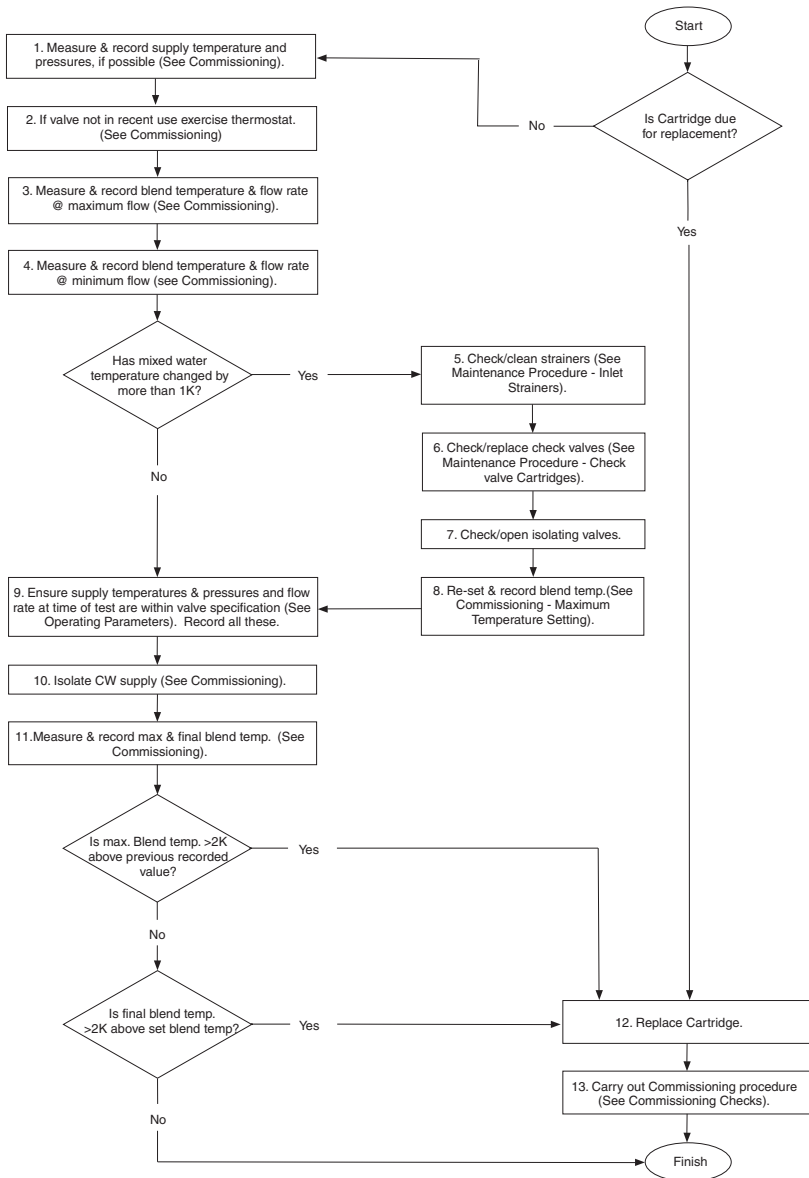 Start
Is Cartridge due
for replacement?
No
Yes
1. Measure & record supply temperature and
pressures, if possible (See Commissioning).
2. If valve not in recent use exercise thermostat.
(See Commissioning)
3. Measure & record blend temperature & flow rate
@ maximum flow (See Commissioning).
4. Measure & record blend temperature & flow rate
@ minimum flow (see Commissioning).
Has mixed water
temperature changed by
more than 1K?
Yes
No
5. Check/clean strainers (See
Maintenance Procedure - Inlet
Strainers).
6. Check/replace check valves (See
Maintenance Procedure - Check
valve Cartridges).
7. Check/open isolating valves.
8. Re-set & record blend temp.(See
Commissioning - Maximum
Temperature Setting).
9. Ensure supply temperatures & pressures and flow
rate at time of test are within valve specification (See
Operating Parameters).  Record all these.
10. Isolate CW supply (See Commissioning).
11.Measure & record max & final blend temp.  (See
Commissioning).
Is max. Blend temp. >2K
above previous recorded
value?
Yes
No
Is final blend temp.
>2K above set blend temp?
Yes
No
12. Replace Cartridge.
13. Carry out Commissioning procedure
(See Commissioning Checks).
Finish